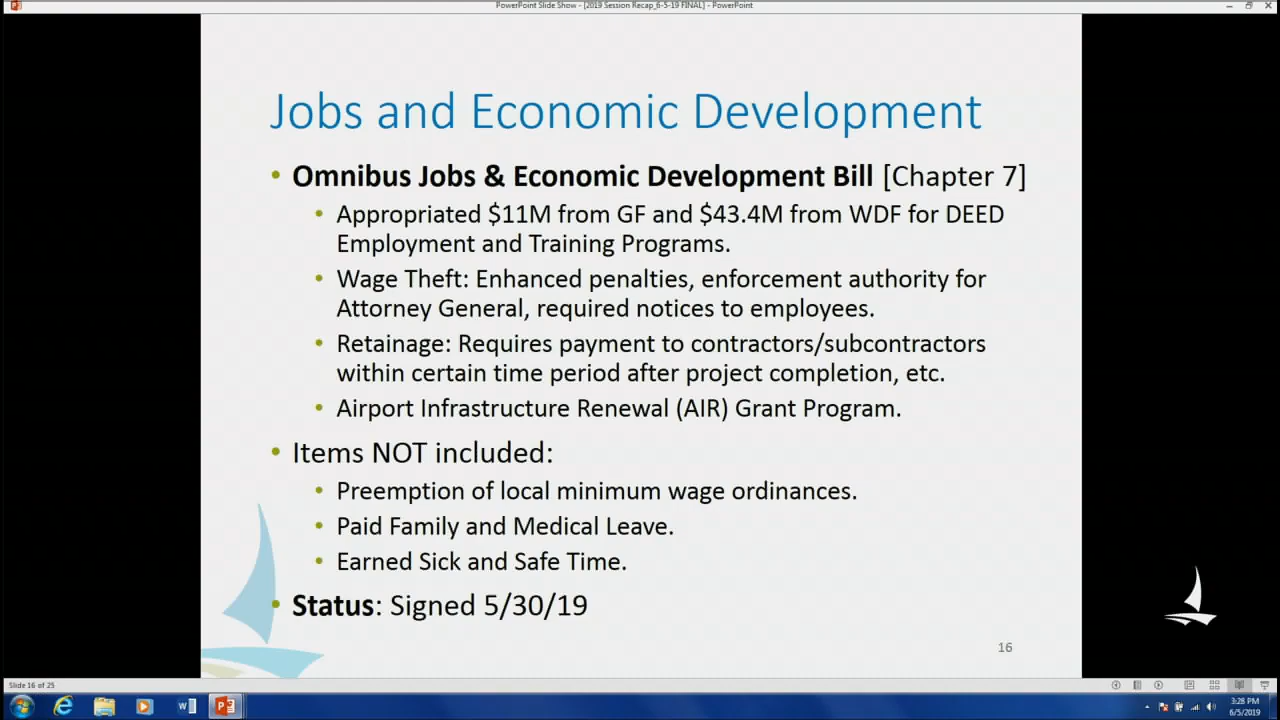 PowerPoint Slide Show - [2019 Session Recap_6-5-19 FINAL] - PowerPoint
Jobs and Economic Development
• Omnibus Jobs & Economic Development Bill [Chapter 7]
• Appropriated $11M from GF and $43.4M from WDF for DEED
Employment and Training Programs.
• Wage Theft: Enhanced penalties, enforcement authority for
Attorney General, required notices to employees.
• Retainage: Requires payment to contractors/subcontractors
within certain time period after project completion, etc.
• Airport Infrastructure Renewal (AIR) Grant Program.
• Items NOT included:
• Preemption of local minimum wage ordinances.
• Paid Family and Medical Leave.
• Earned Sick and Safe Time.
• Status: Signed 5/30/19
16
Slide 16 of 25
3:28 PM
6/5/2019